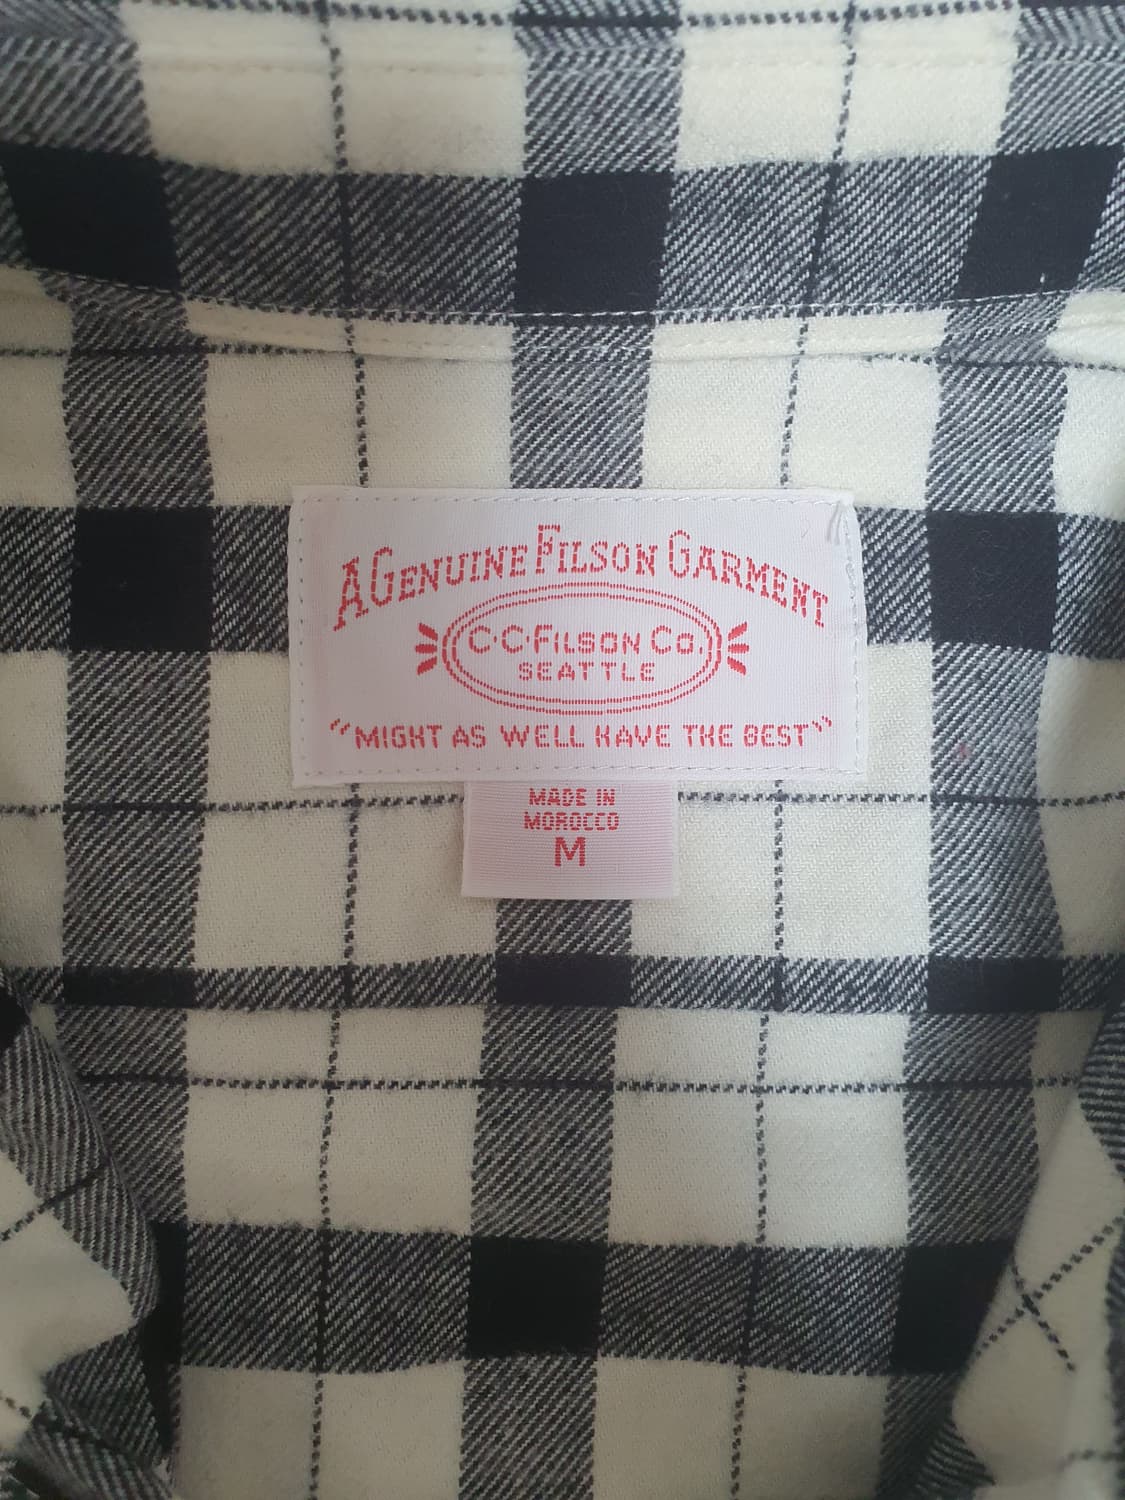 A GENUINE FILSON GARMENT
C·C·FILSON CO.
SEATTLE
"MIGHT AS WELL HAVE THE BEST"
MADE IN
MOROCCO
M